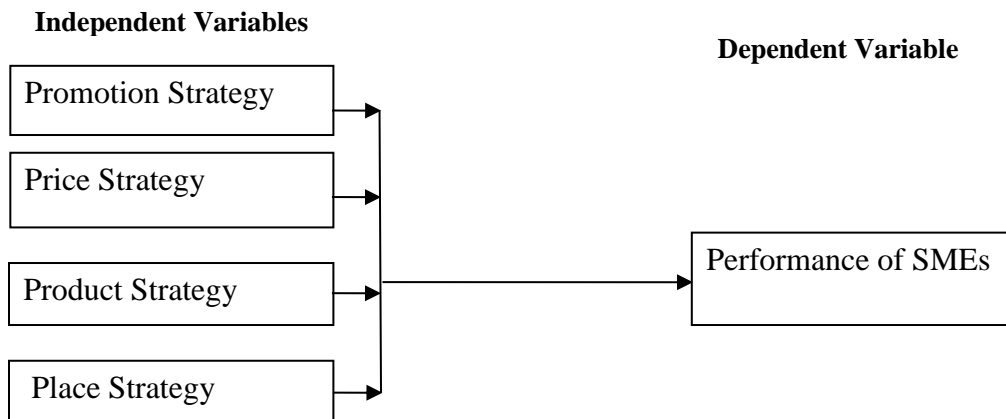 Independent Variables
Dependent Variable
Promotion Strategy
Price Strategy
Product Strategy
Place Strategy
Performance of SMEs